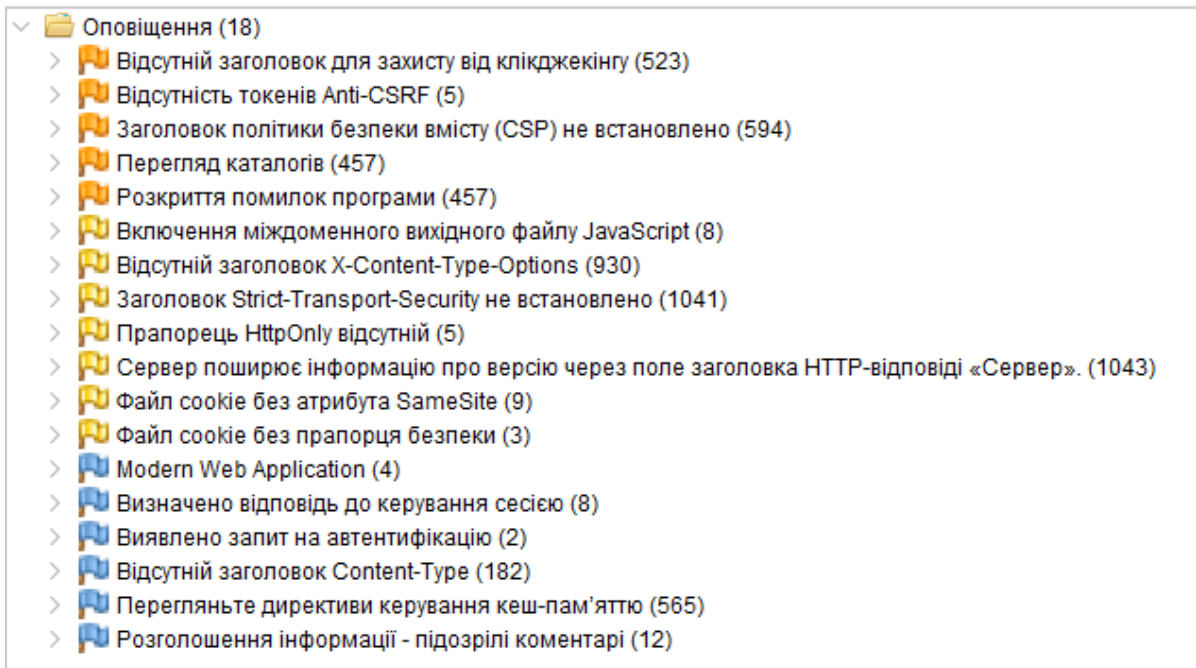 Оповіщення (18)
Відсутній заголовок для захисту від клікджекінгу (523)
Відсутність токенів Anti-CSRF (5)
Заголовок політики безпеки вмісту (CSP) не встановлено (594)
Перегляд каталогів (457)
Розкриття помилок програми (457)
Включення міждоменного вихідного файлу JavaScript (8)
Відсутній заголовок X-Content-Type-Options (930)
Заголовок Strict-Transport-Security не встановлено (1041)
Прапорець HttpOnly відсутній (5)
Сервер поширює інформацію про версію через поле заголовка HTTP-відповіді «Сервер». (1043)
Файл cookie без атрибута SameSite (9)
Файл cookie без прапорця безпеки (3)
Modern Web Application (4)
Визначено відповідь до керування сесією (8)
Виявлено запит на автентифікацію (2)
Відсутній заголовок Content-Type (182)
Перегляньте директиви керування кеш-пам’яттю (565)
Розголошення інформації - підозрілі коментарі (12)